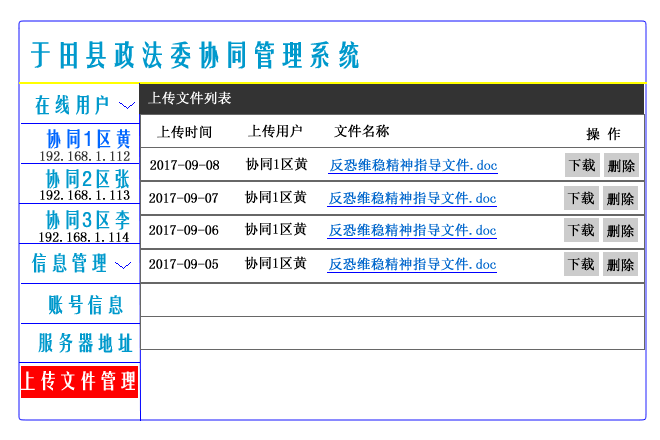 于田县政法委协同管理系统
在线用户
协同1区黄
192.168.1.112
协同2区张
192.168.1.113
协同3区李
192.168.1.114
信息管理
账号信息
服务器地址
上传文件管理
上传文件列表
上传时间 上传用户 文件名称 操 作
2017-09-08 协同1区黄 反恐维稳精神指导文件.doc 下载 删除
2017-09-07 协同1区黄 反恐维稳精神指导文件.doc 下载 删除
2017-09-06 协同1区黄 反恐维稳精神指导文件.doc 下载 删除
2017-09-05 协同1区黄 反恐维稳精神指导文件.doc 下载 删除